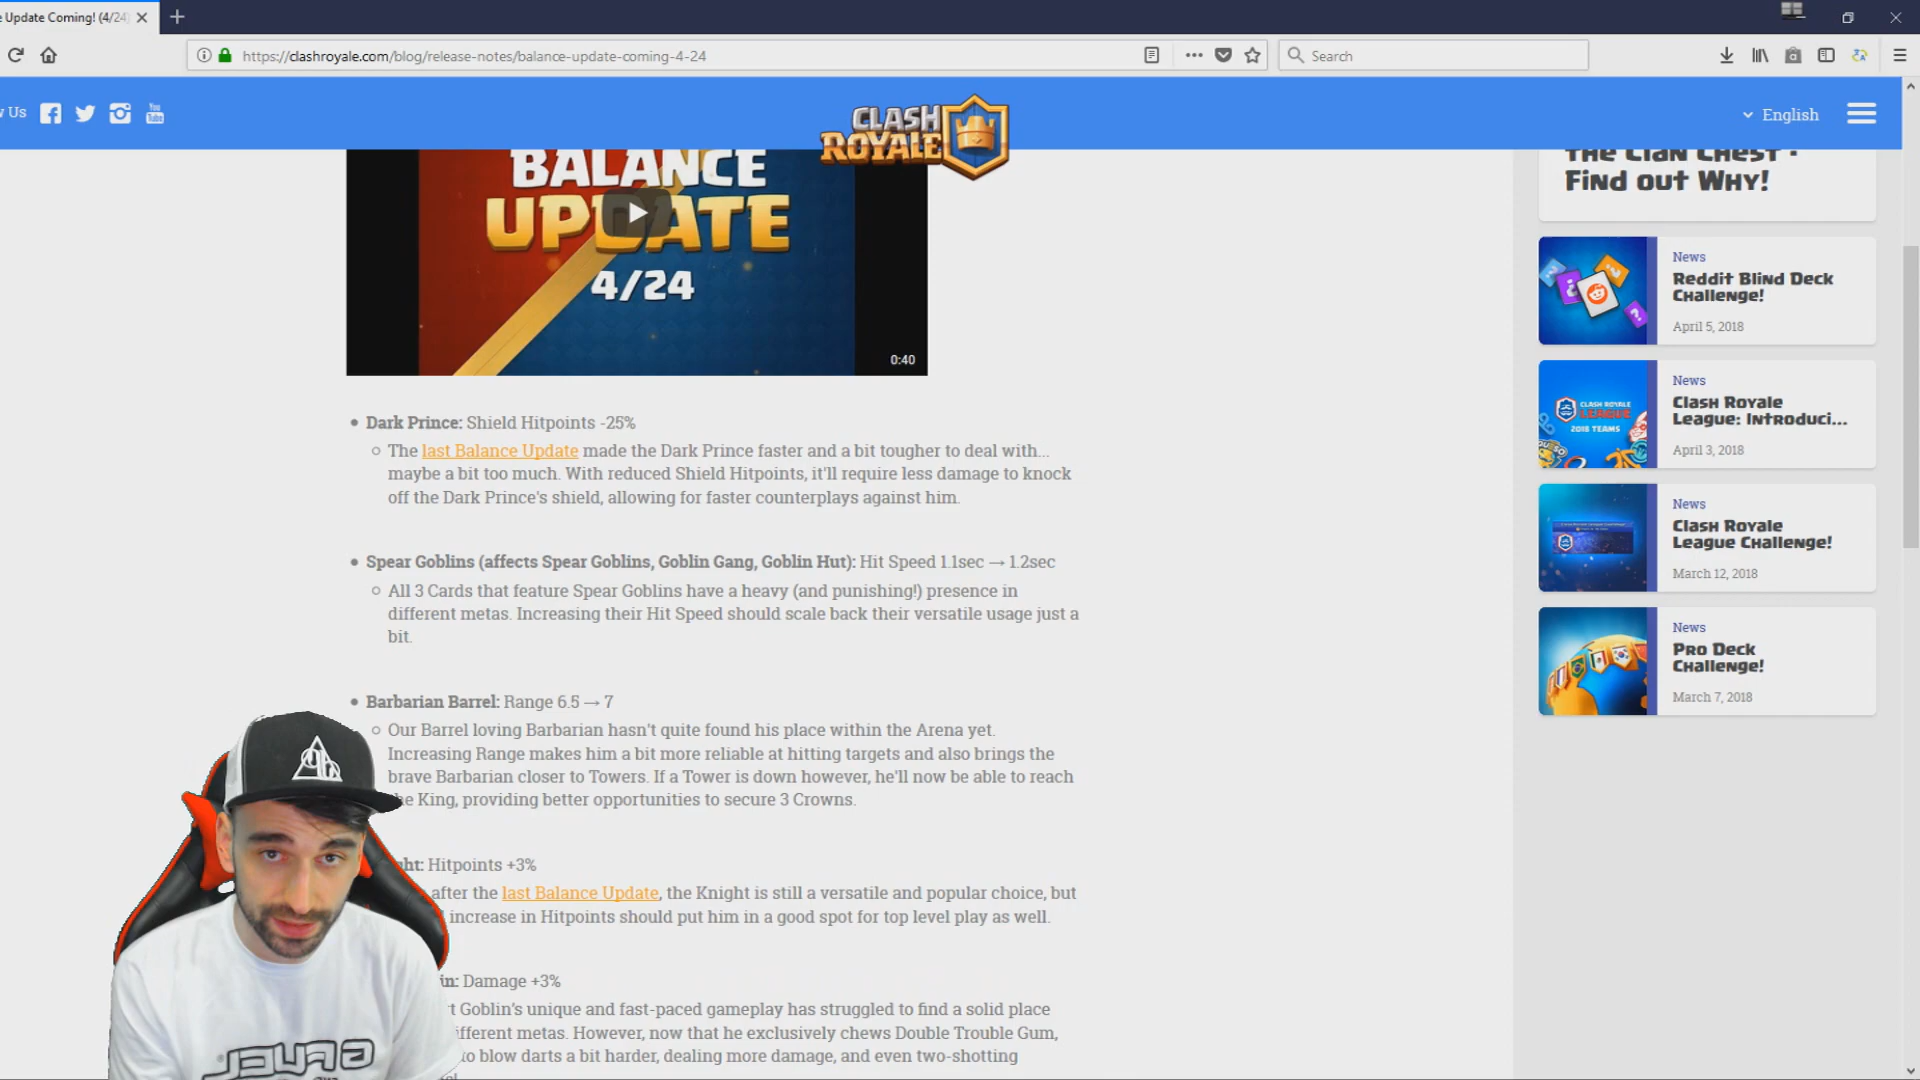 Update Coming! (4/24)
https://clashroyale.com/blog/release-notes/balance-update-coming-4-24
Search
Us
You
Tube
CLASH
ROYALE
English
BALANCE
UPDATE
4/24
0:40
Dark Prince: Shield Hitpoints -25%
The last Balance Update made the Dark Prince faster and a bit tougher to deal with...
maybe a bit too much. With reduced Shield Hitpoints, it'll require less damage to knock
off the Dark Prince's shield, allowing for faster counterplays against him.
Spear Goblins (affects Spear Goblins, Goblin Gang, Goblin Hut): Hit Speed 1.1sec → 1.2sec
All 3 Cards that feature Spear Goblins have a heavy (and punishing!) presence in
different metas. Increasing their Hit Speed should scale back their versatile usage just a
bit.
Barbarian Barrel: Range 6.5 → 7
Our Barrel loving Barbarian hasn't quite found his place within the Arena yet.
Increasing Range makes him a bit more reliable at hitting targets and also brings the
brave Barbarian closer to Towers. If a Tower is down however, he'll now be able to reach
the King, providing better opportunities to secure 3 Crowns.
ght: Hitpoints +3%
after the last Balance Update, the Knight is still a versatile and popular choice, but
increase in Hitpoints should put him in a good spot for top level play as well.
in: Damage +3%
t Goblin's unique and fast-paced gameplay has struggled to find a solid place
ifferent metas. However, now that he exclusively chews Double Trouble Gum,
to blow darts a bit harder, dealing more damage, and even two-shotting
The Clan Chest -
Find out Why!
News
Reddit Blind Deck
Challenge!
April 5, 2018
CLASH ROYALE
LEAGUE
2018 TEAMS
News
Clash Royale
League: Introduci...
April 3, 2018
News
Clash Royale
League Challenge!
March 12, 2018
News
Pro Deck
Challenge!
March 7, 2018